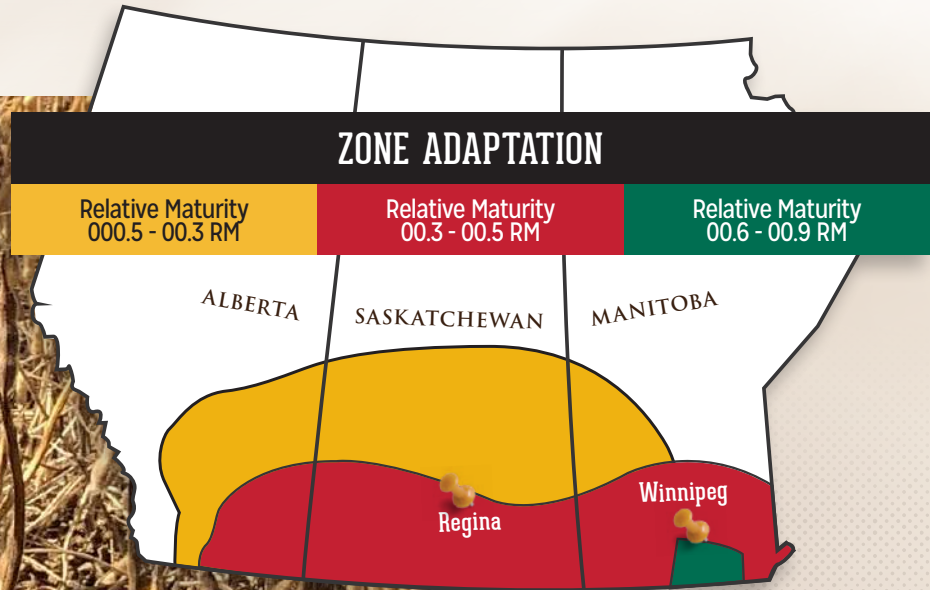 ZONE ADAPTATION
Relative Maturity
000.5 - 00.3 RM
Relative Maturity
00.3 - 00.5 RM
Relative Maturity
00.6 - 00.9 RM
ALBERTA
SASKATCHEWAN
MANITOBA
Winnipeg
Regina